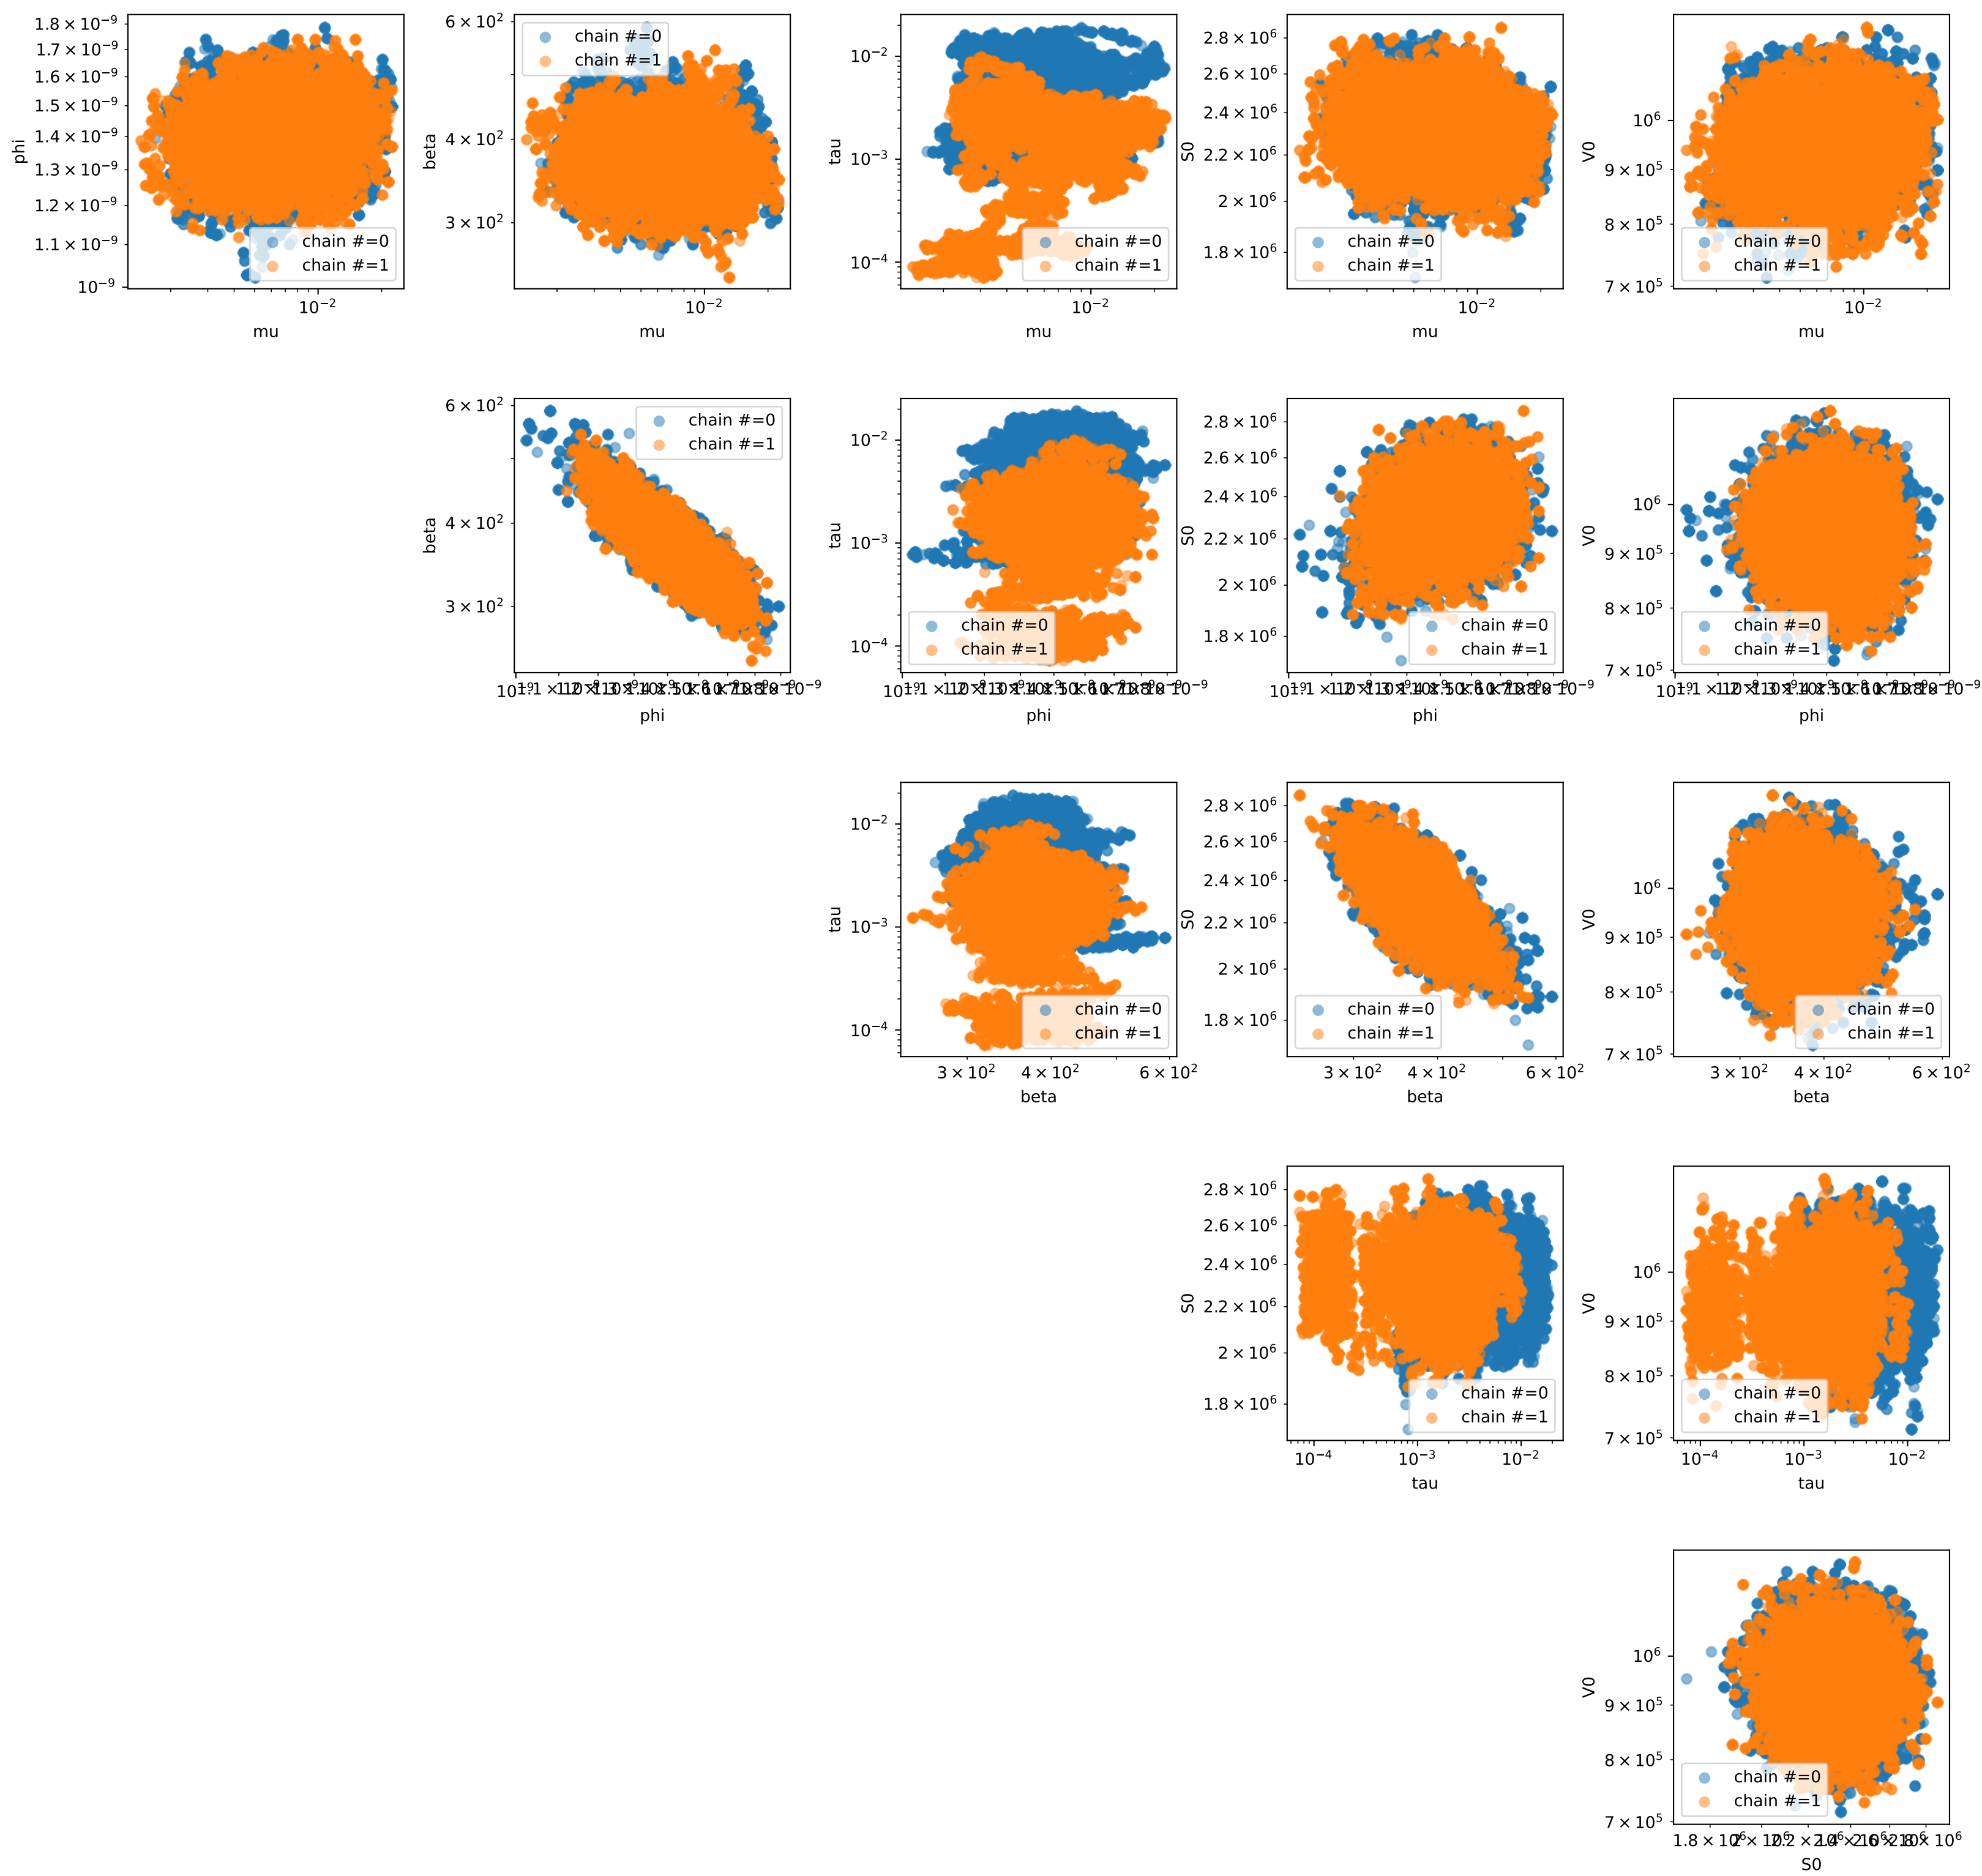 1.8 × 10⁻⁹
1.7 × 10⁻⁹
1.6 × 10⁻⁹
1.5 × 10⁻⁹
1.4 × 10⁻⁹
1.3 × 10⁻⁹
1.2 × 10⁻⁹
1.1 × 10⁻⁹
10⁻⁹
phi
chain #=0
chain #=1
10⁻²
mu
6 × 10²
4 × 10²
3 × 10²
beta
chain #=0
chain #=1
10⁻²
mu
10⁻²
10⁻³
10⁻⁴
tau
chain #=0
chain #=1
10⁻²
mu
2.8 × 10⁶
2.6 × 10⁶
2.4 × 10⁶
2.2 × 10⁶
2 × 10⁶
1.8 × 10⁶
S0
chain #=0
chain #=1
10⁻²
mu
10⁶
9 × 10⁵
8 × 10⁵
7 × 10⁵
V0
chain #=0
chain #=1
10⁻²
mu
6 × 10²
4 × 10²
3 × 10²
beta
chain #=0
chain #=1
phi
10⁻²
10⁻³
10⁻⁴
tau
chain #=0
chain #=1
phi
2.8 × 10⁶
2.6 × 10⁶
2.4 × 10⁶
2.2 × 10⁶
2 × 10⁶
1.8 × 10⁶
S0
chain #=0
chain #=1
phi
10⁶
9 × 10⁵
8 × 10⁵
7 × 10⁵
V0
chain #=0
chain #=1
phi
10⁻²
10⁻³
10⁻⁴
tau
chain #=0
chain #=1
3 × 10² 4 × 10² 6 × 10²
beta
2.8 × 10⁶
2.6 × 10⁶
2.4 × 10⁶
2.2 × 10⁶
2 × 10⁶
1.8 × 10⁶
S0
chain #=0
chain #=1
3 × 10² 4 × 10² 6 × 10²
beta
10⁶
9 × 10⁵
8 × 10⁵
7 × 10⁵
V0
chain #=0
chain #=1
3 × 10² 4 × 10² 6 × 10²
beta
2.8 × 10⁶
2.6 × 10⁶
2.4 × 10⁶
2.2 × 10⁶
2 × 10⁶
1.8 × 10⁶
S0
chain #=0
chain #=1
10⁻⁴ 10⁻³ 10⁻²
tau
10⁶
9 × 10⁵
8 × 10⁵
7 × 10⁵
V0
chain #=0
chain #=1
10⁻⁴ 10⁻³ 10⁻²
tau
10⁶
9 × 10⁵
8 × 10⁵
7 × 10⁵
V0
chain #=0
chain #=1
S0